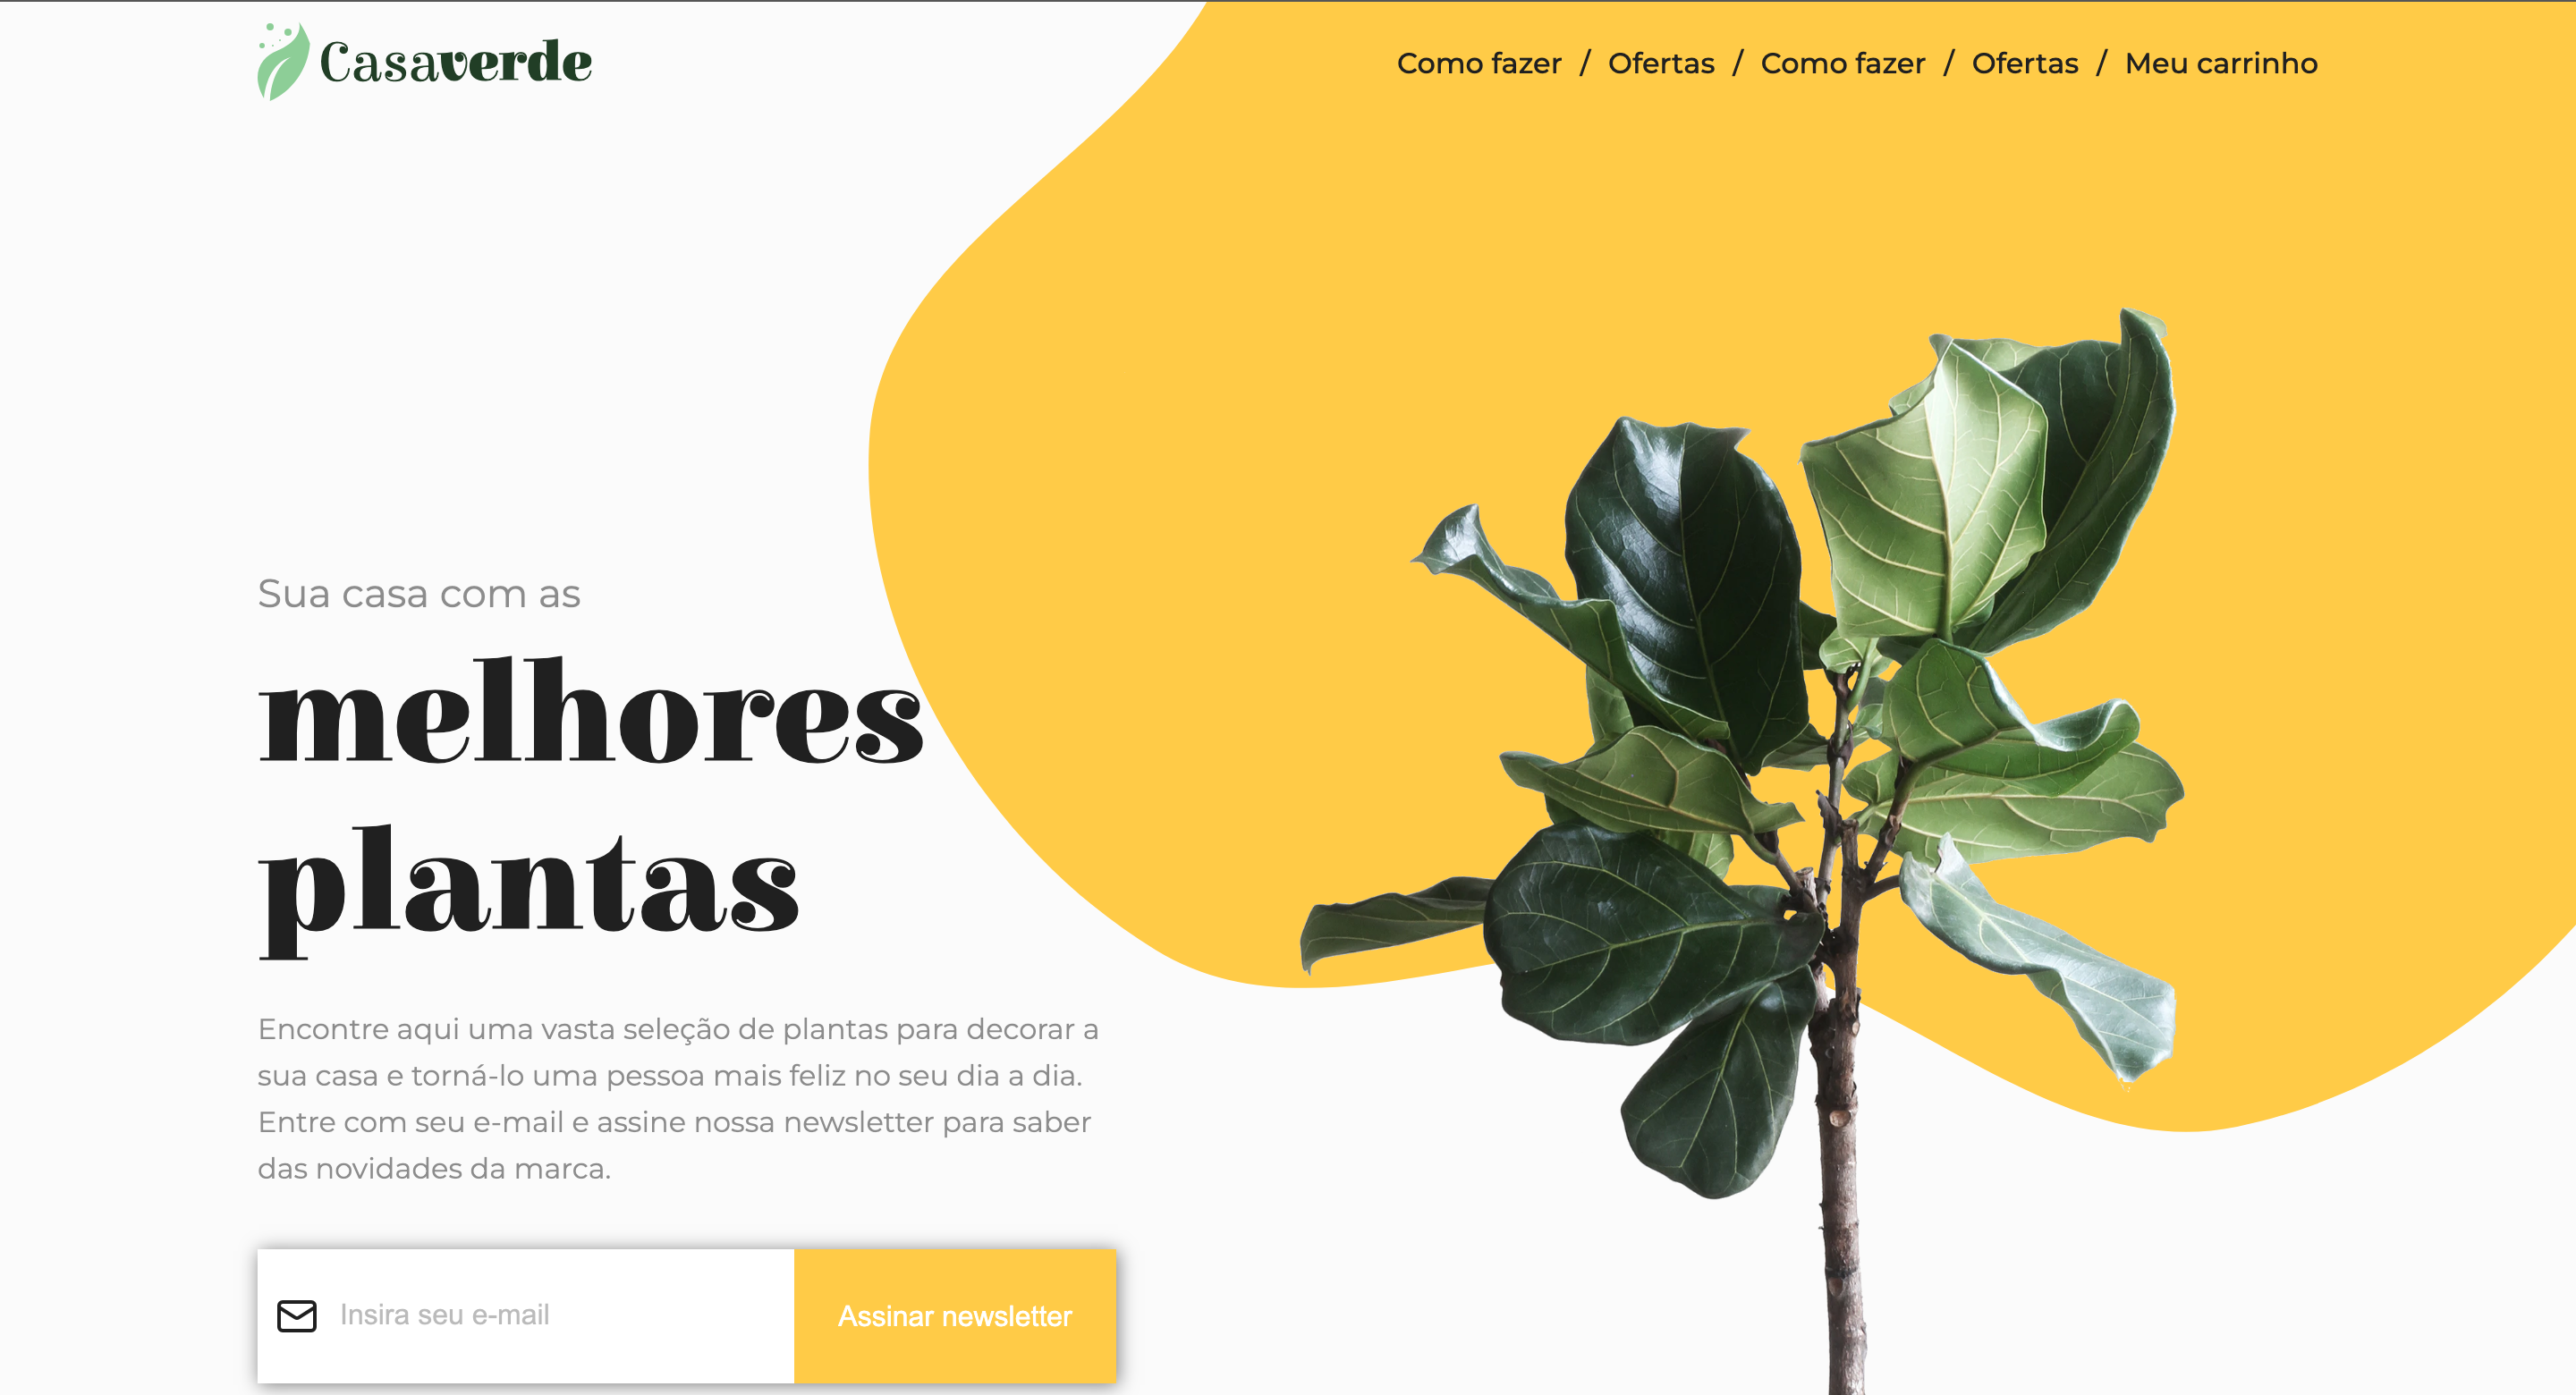 Casaverde
Como fazer / Ofertas / Como fazer / Ofertas / Meu carrinho
Sua casa com as
melhores
plantas
Encontre aqui uma vasta seleção de plantas para decorar a
sua casa e torná-lo uma pessoa mais feliz no seu dia a dia.
Entre com seu e-mail e assine nossa newsletter para saber
das novidades da marca.
Insira seu e-mail
Assinar newsletter